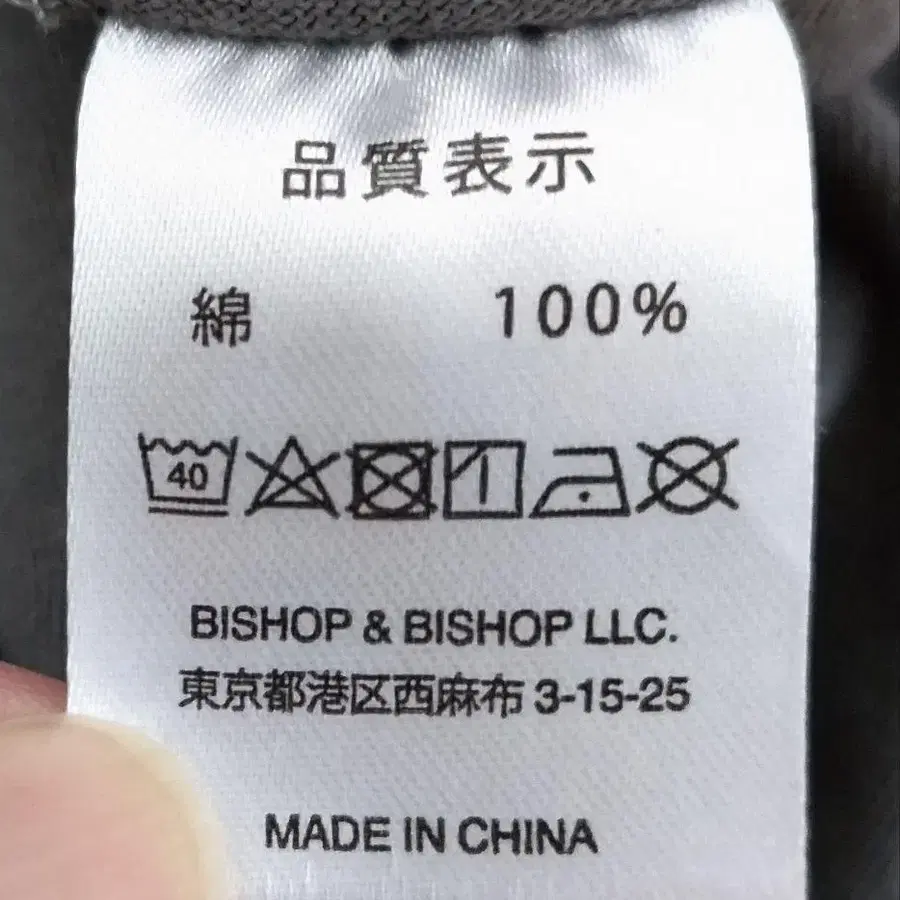 品質表示
綿 100%
40
BISHOP & BISHOP LLC.
東京都港区西麻布 3-15-25
MADE IN CHINA